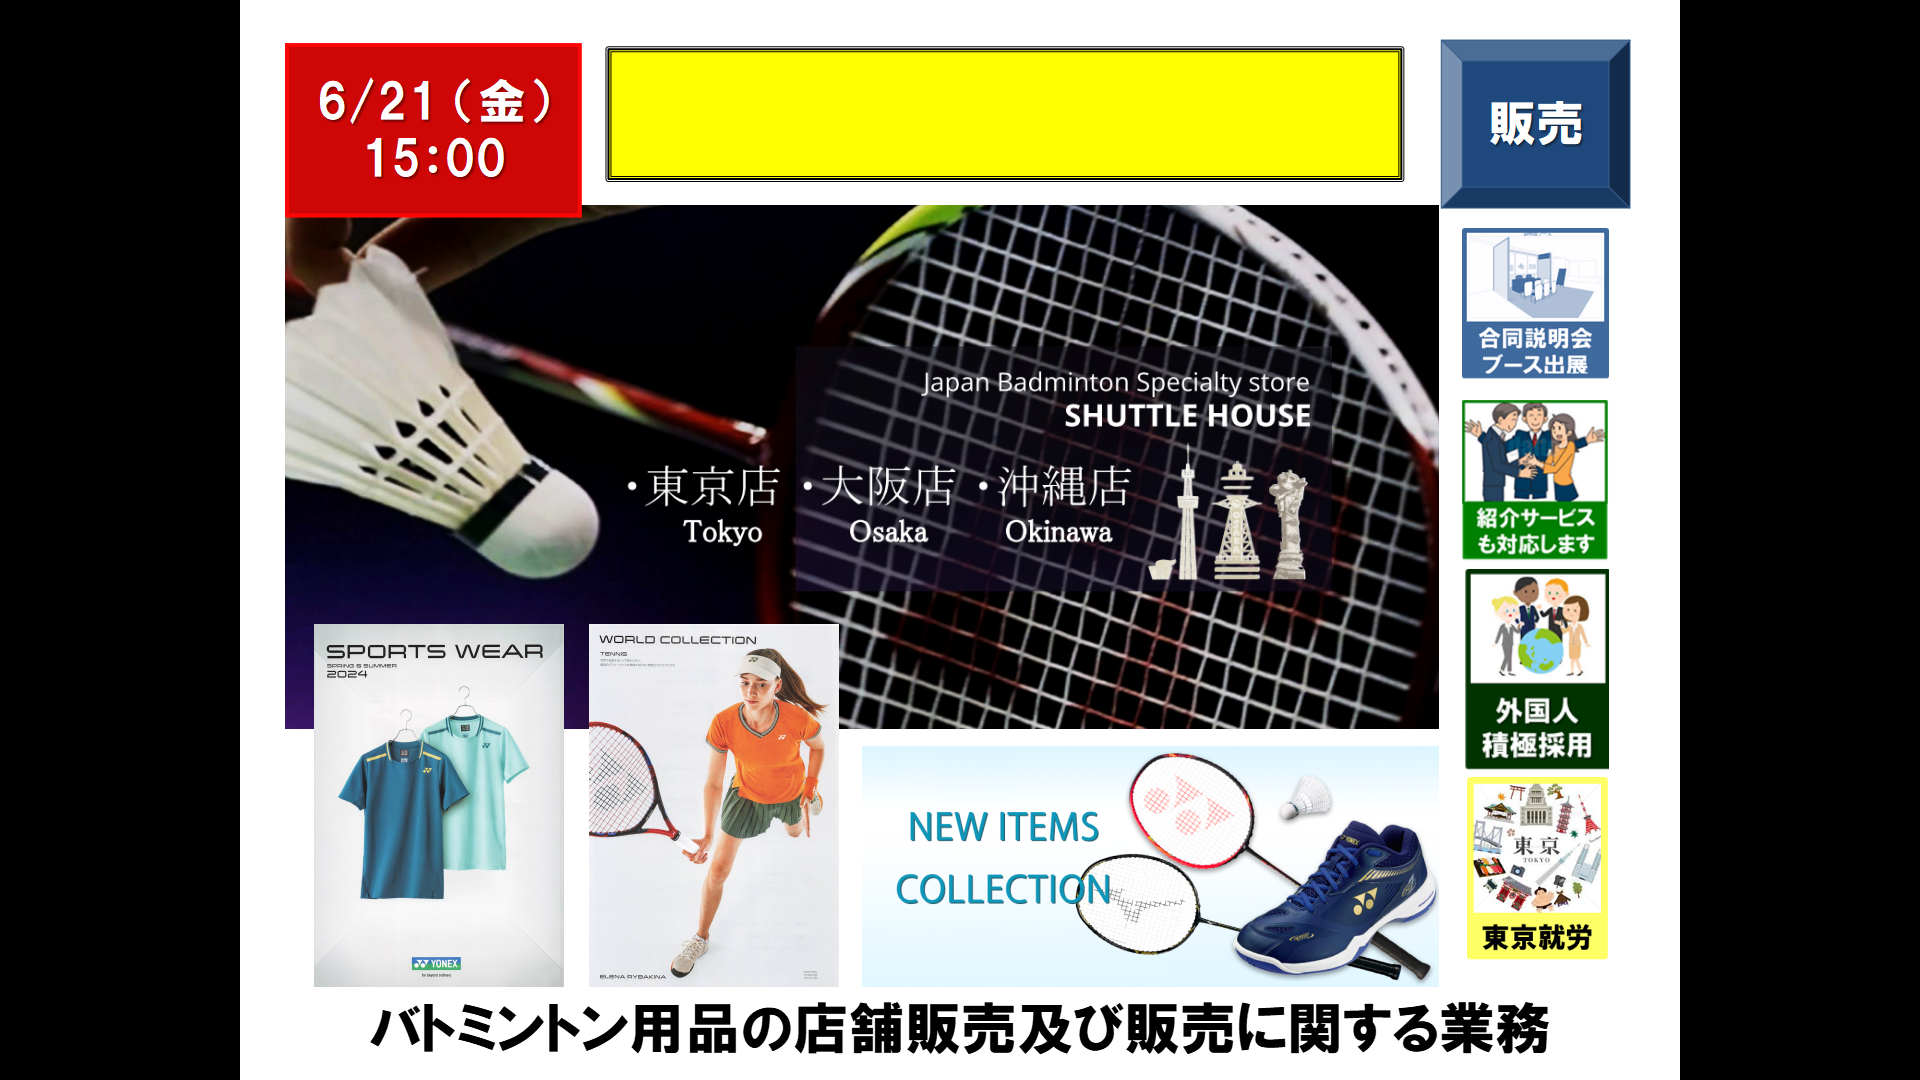 6/21（金）
15:00
販売
Japan Badminton Specialty store
SHUTTLE HOUSE
・東京店 ・大阪店 ・沖縄店
Tokyo Osaka Okinawa
合同説明会
ブース出展
紹介サービス
も対応します
外国人
積極採用
東京
TOKYO
東京就労
SPORTS WEAR
SPRING & SUMMER
2024
YONEX
WORLD COLLECTION
TENNIS
ELENA RYBAKINA
NEW ITEMS
COLLECTION
バトミントン用品の店舗販売及び販売に関する業務